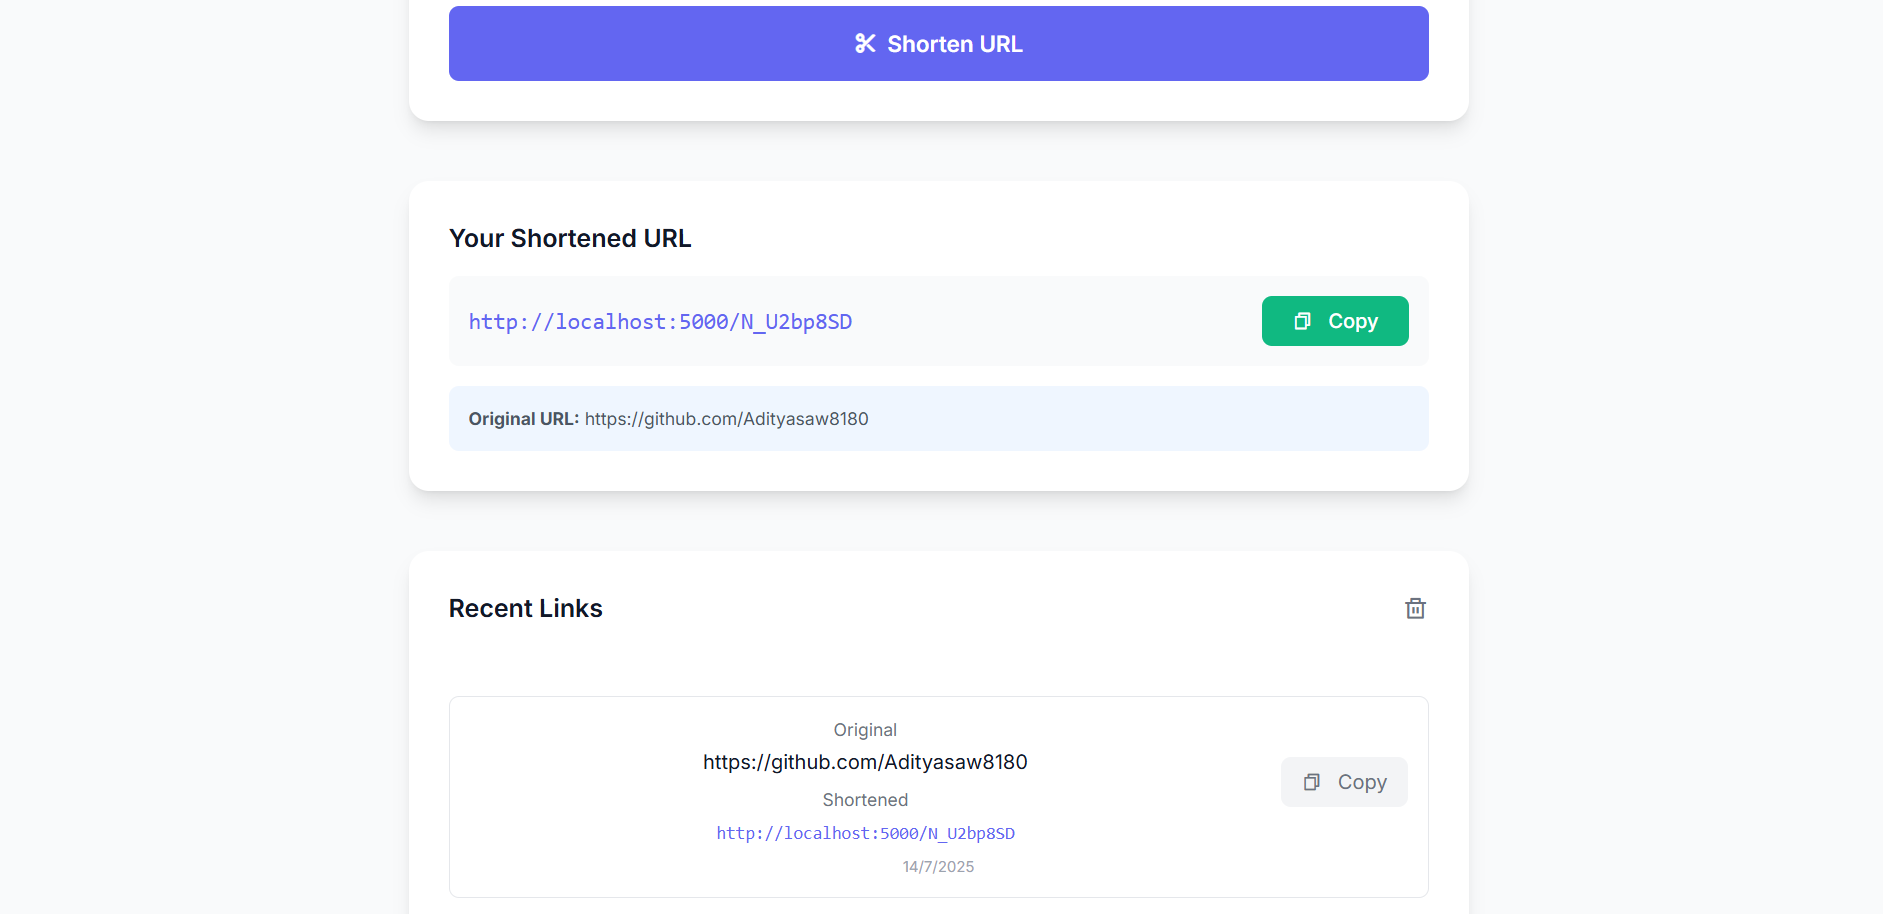 Shorten URL
Your Shortened URL
http://localhost:5000/N_U2bp8SD
Copy
Original URL: https://github.com/Adityasaw8180
Recent Links
Original
https://github.com/Adityasaw8180
Copy
Shortened
http://localhost:5000/N_U2bp8SD
14/7/2025